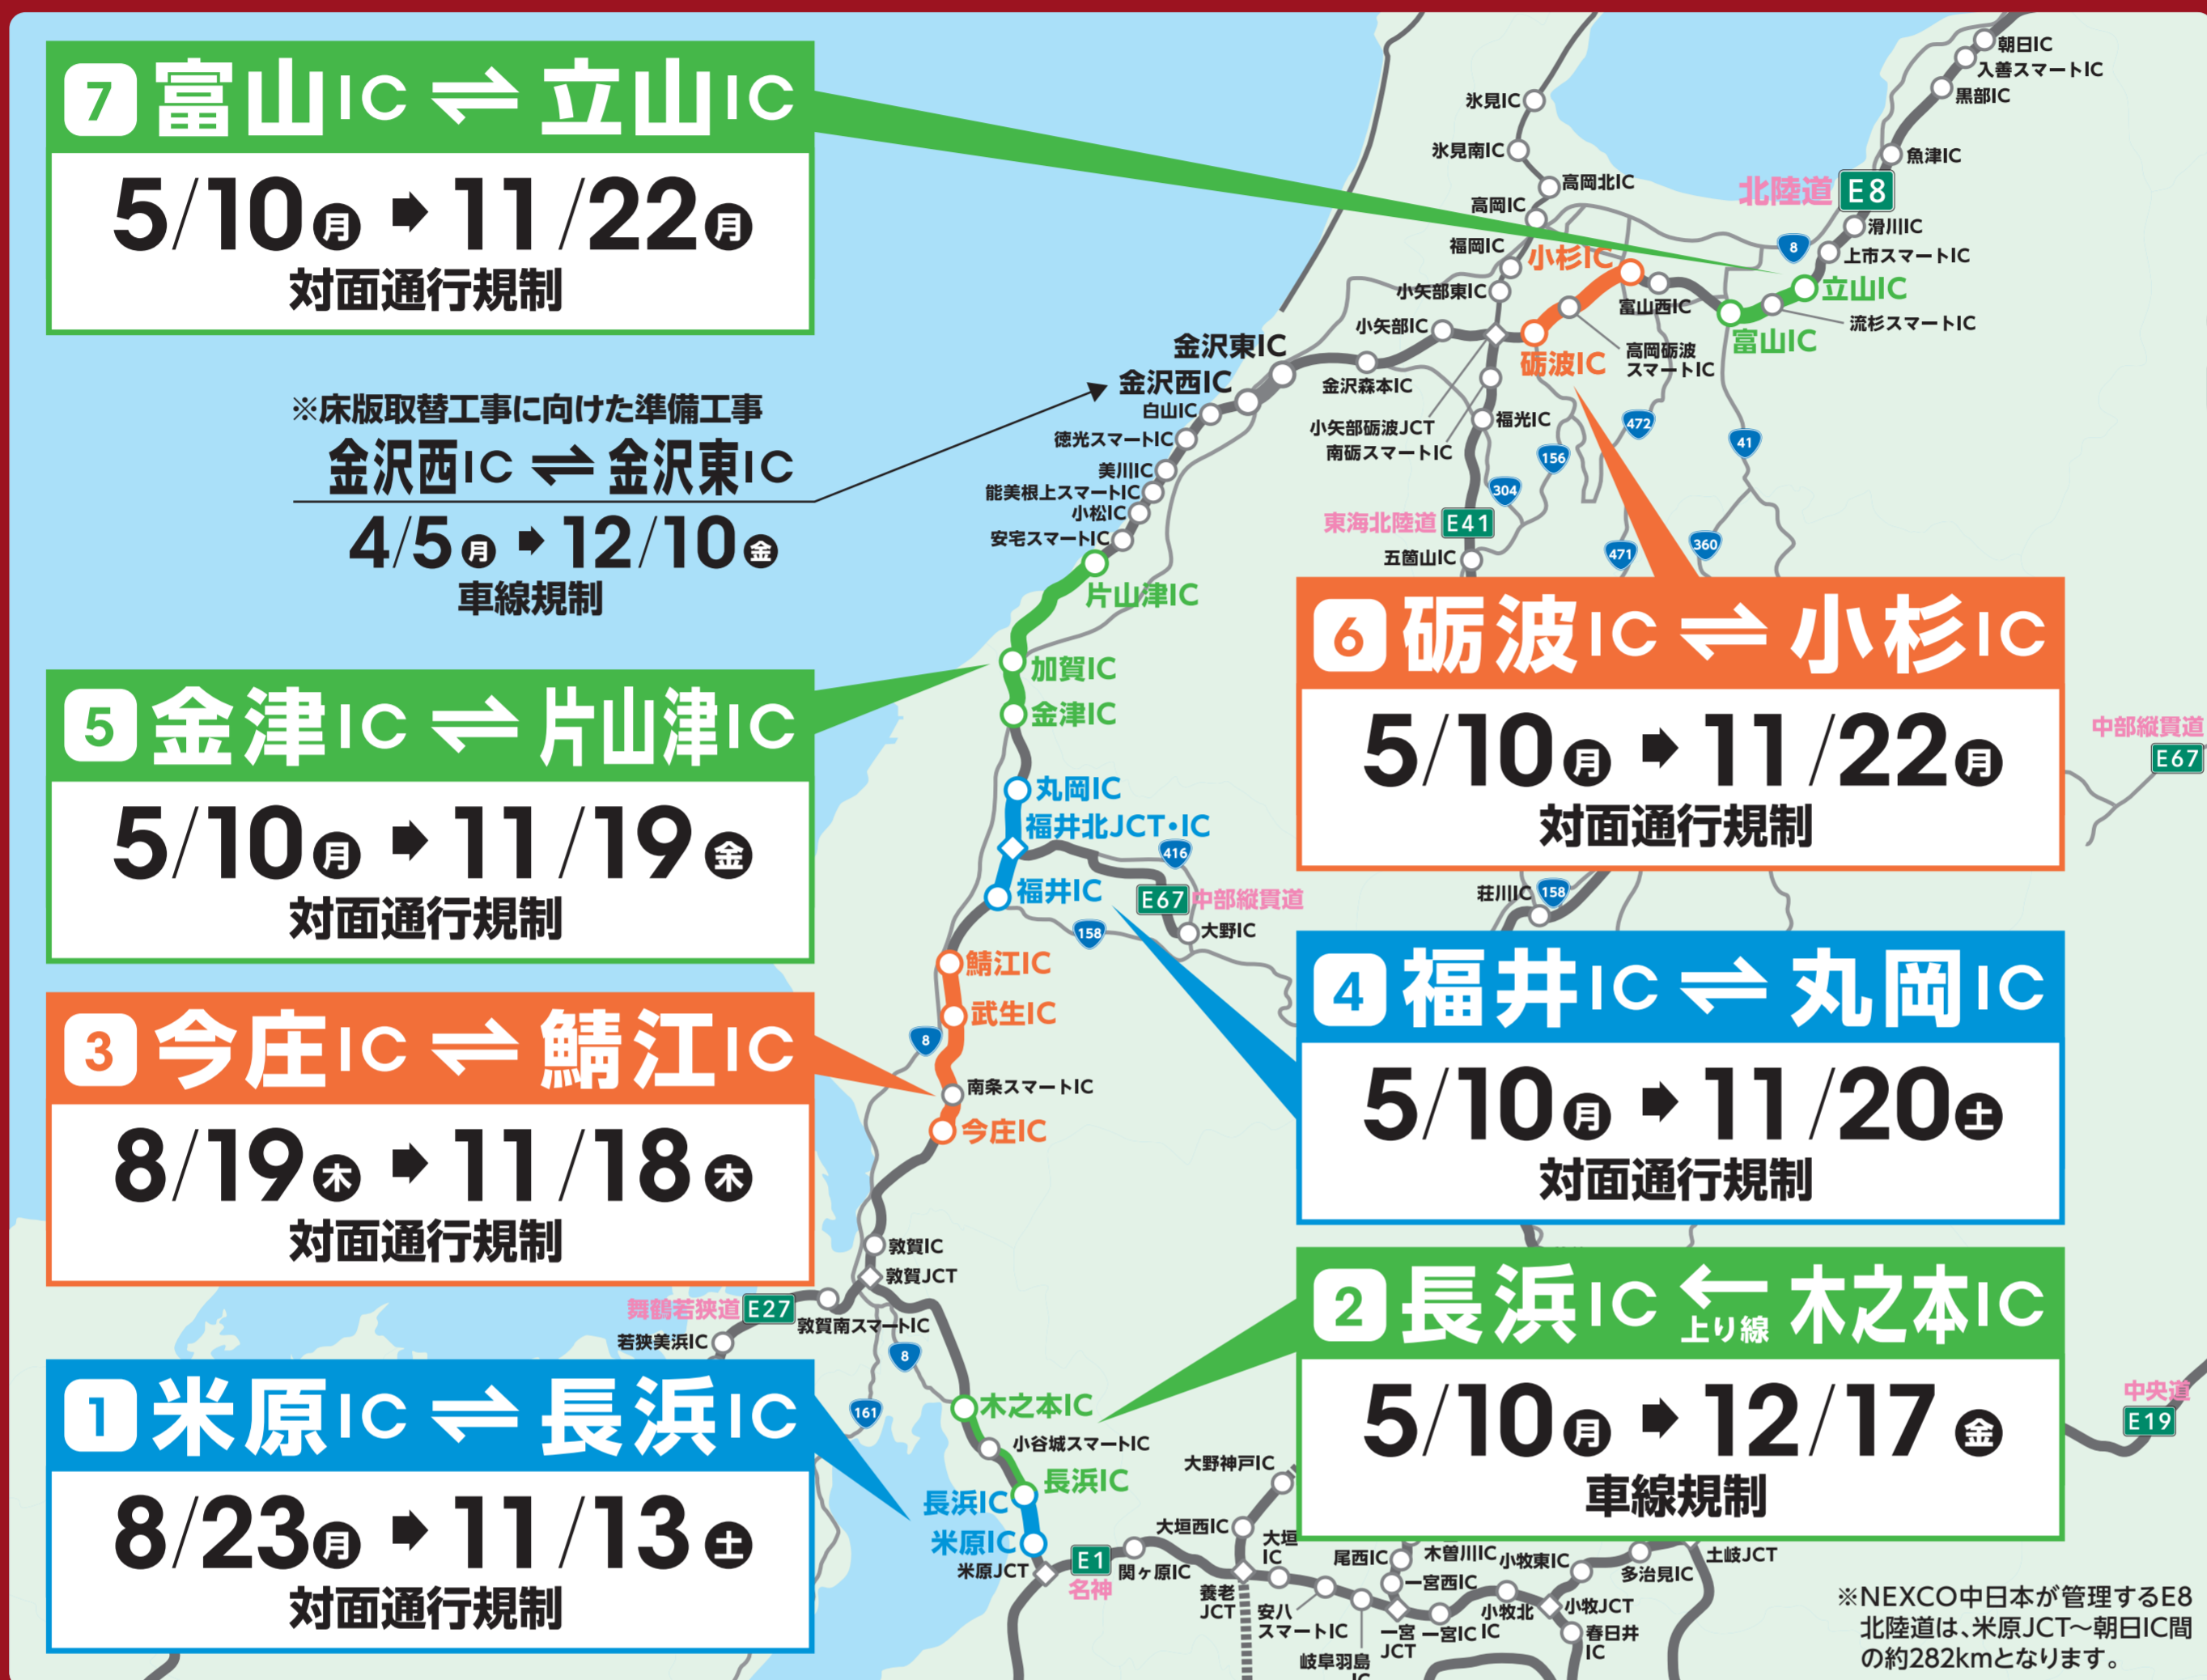 7 富山IC ⇌ 立山IC
5/10月 ➡ 11/22月
対面通行規制
※床版取替工事に向けた準備工事
金沢西IC ⇌ 金沢東IC
4/5月 ➡ 12/10金
車線規制
5 金津IC ⇌ 片山津IC
5/10月 ➡ 11/19金
対面通行規制
3 今庄IC ⇌ 鯖江IC
8/19木 ➡ 11/18木
対面通行規制
1 米原IC ⇌ 長浜IC
8/23月 ➡ 11/13土
対面通行規制
6 砺波IC ⇌ 小杉IC
5/10月 ➡ 11/22月
対面通行規制
4 福井IC ⇌ 丸岡IC
5/10月 ➡ 11/20土
対面通行規制
2 長浜IC ← 木之本IC
上り線
5/10月 ➡ 12/17金
車線規制
朝日IC
入善スマートIC
黒部IC
魚津IC
北陸道 E8
滑川IC
上市スマートIC
8
立山IC
流杉スマートIC
富山IC
富山西IC
小杉IC
高岡砺波
スマートIC
砺波IC
氷見IC
氷見南IC
高岡北IC
高岡IC
福岡IC
小矢部東IC
小矢部IC
金沢森本IC
小矢部砺波JCT
南砺スマートIC
福光IC
472
41
156
304
471
360
東海北陸道 E41
五箇山IC
金沢東IC
金沢西IC
白山IC
徳光スマートIC
美川IC
能美根上スマートIC
小松IC
安宅スマートIC
片山津IC
加賀IC
金津IC
丸岡IC
福井北JCT・IC
416
福井IC
E67 中部縦貫道
大野IC
158
荘川IC
158
中部縦貫道
E67
鯖江IC
武生IC
8
南条スマートIC
今庄IC
敦賀IC
敦賀JCT
舞鶴若狭道 E27
敦賀南スマートIC
若狭美浜IC
8
161
木之本IC
小谷城スマートIC
長浜IC
長浜IC
米原IC
米原JCT
E1
名神
関ヶ原IC
大野神戸IC
大垣西IC
大垣
IC
養老
JCT
安八
スマートIC
岐阜羽島
IC
尾西IC
木曽川IC
一宮西IC
一宮
JCT
一宮IC
小牧北
IC
小牧東IC
小牧JCT
春日井
IC
多治見IC
土岐JCT
中央道
E19
※NEXCO中日本が管理するE8
北陸道は、米原JCT～朝日IC間
の約282kmとなります。